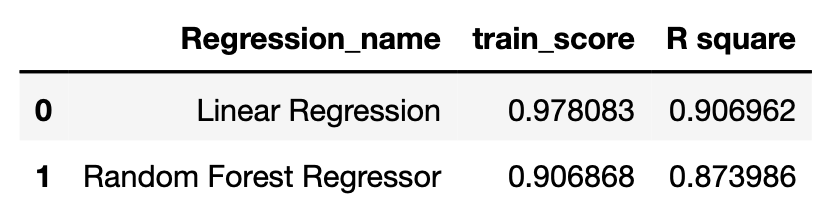 Regression_name train_score R square
0 Linear Regression 0.978083 0.906962
1 Random Forest Regressor 0.906868 0.873986